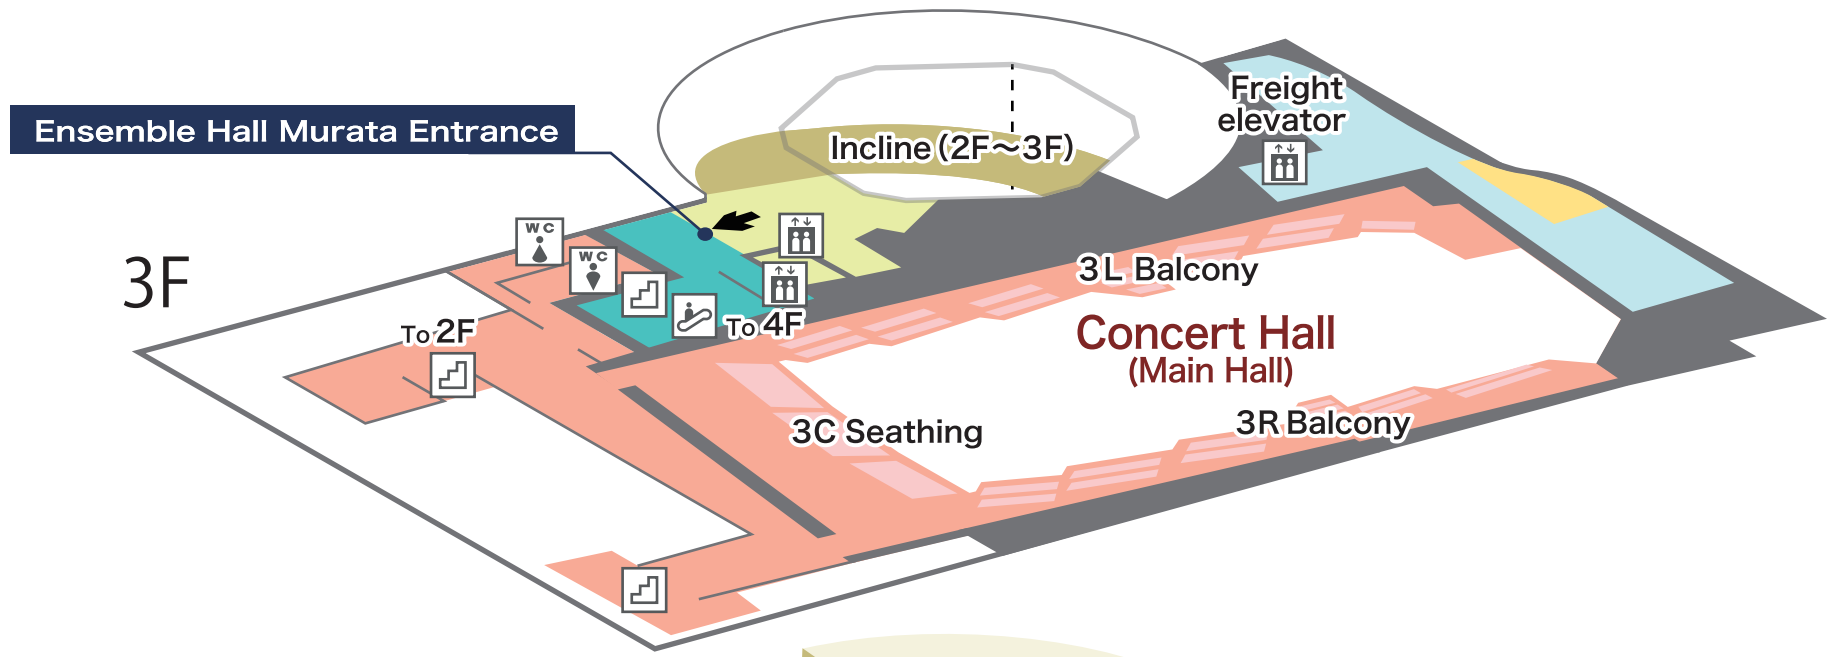 Freight
elevator
Ensemble Hall Murata Entrance
Incline (2F～3F)
WC
WC
3F
3L Balcony
To 2F
To 4F
Concert Hall
(Main Hall)
3C Seathing
3R Balcony